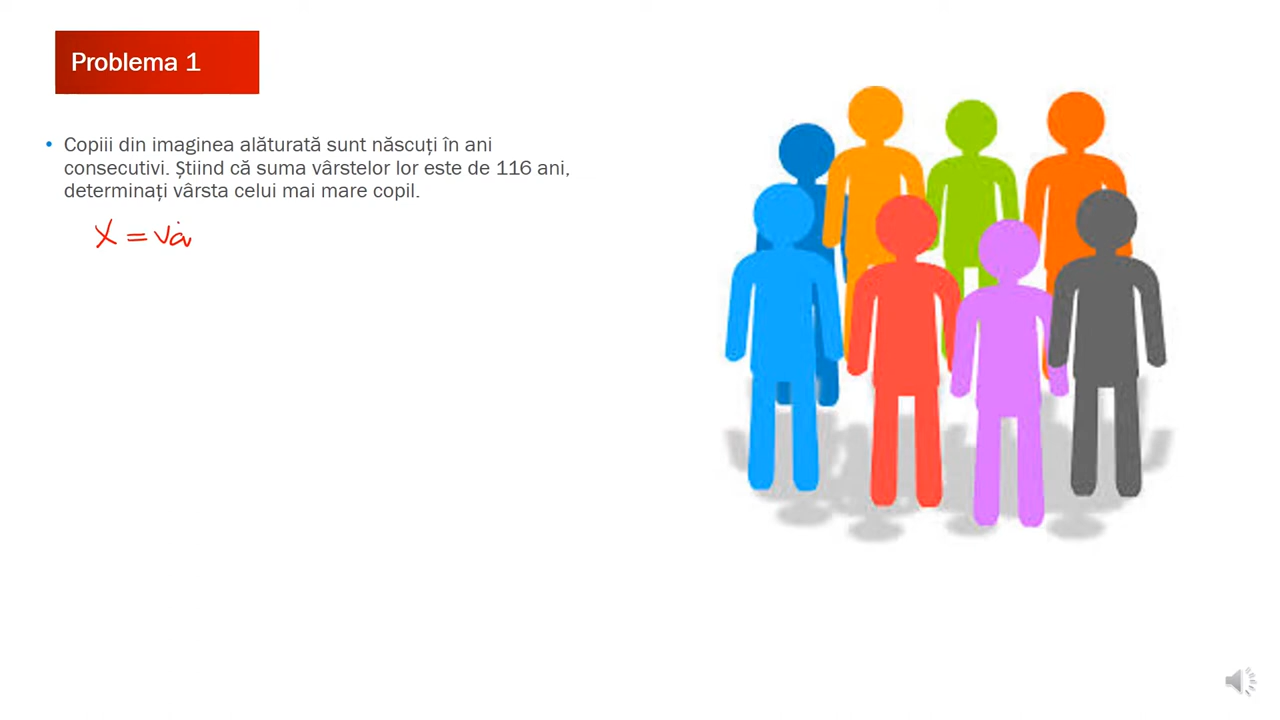 Problema 1
• Copiii din imaginea alăturată sunt născuți în ani
consecutivi. Știind că suma vârstelor lor este de 116 ani,
determinați vârsta celui mai mare copil.
X = vâ